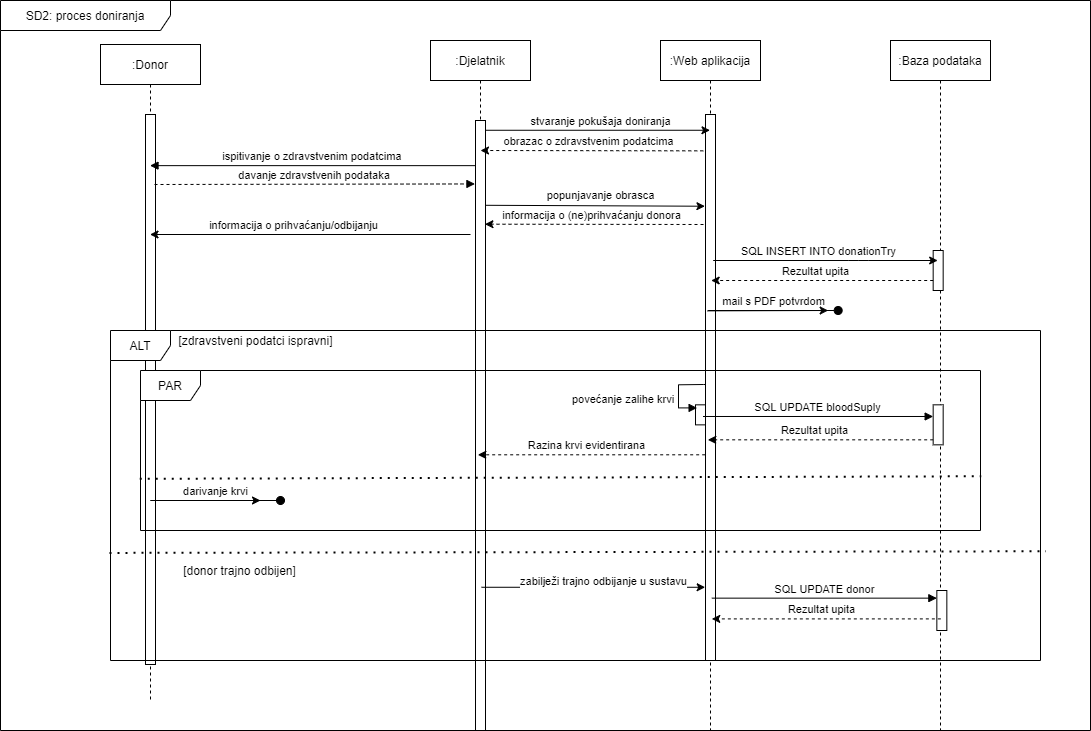 SD2: proces doniranja
:Donor
:Djelatnik
:Web aplikacija
:Baza podataka
stvaranje pokušaja doniranja
obrazac o zdravstvenim podatcima
ispitivanje o zdravstvenim podatcima
davanje zdravstvenih podataka
popunjavanje obrasca
informacija o (ne)prihvaćanju donora
informacija o prihvaćanju/odbijanju
SQL INSERT INTO donationTry
Rezultat upita
mail s PDF potvrdom
ALT
[zdravstveni podatci ispravni]
PAR
povećanje zalihe krvi
SQL UPDATE bloodSuply
Rezultat upita
Razina krvi evidentirana
darivanje krvi
[donor trajno odbijen]
zabilježi trajno odbijanje u sustavu
SQL UPDATE donor
Rezultat upita